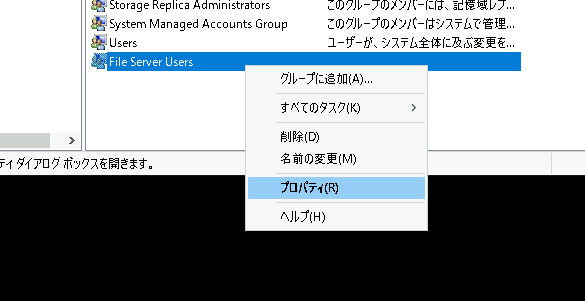 Storage Replica Administrators このグループのメンバーには、記憶域レプ...
System Managed Accounts Group このグループのメンバーはシステムで管理...
Users ユーザーが、システム全体に及ぶ変更を...
File Server Users
グループに追加(A)...
すべてのタスク(K)
削除(D)
名前の変更(M)
プロパティ(R)
ヘルプ(H)
ティ ダイアログ ボックスを開きます。